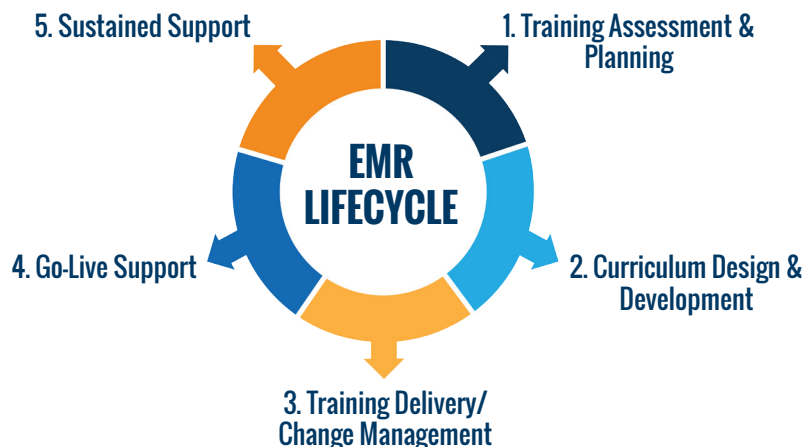 EMR
LIFECYCLE
1. Training Assessment &
Planning
2. Curriculum Design &
Development
3. Training Delivery/
Change Management
4. Go-Live Support
5. Sustained Support